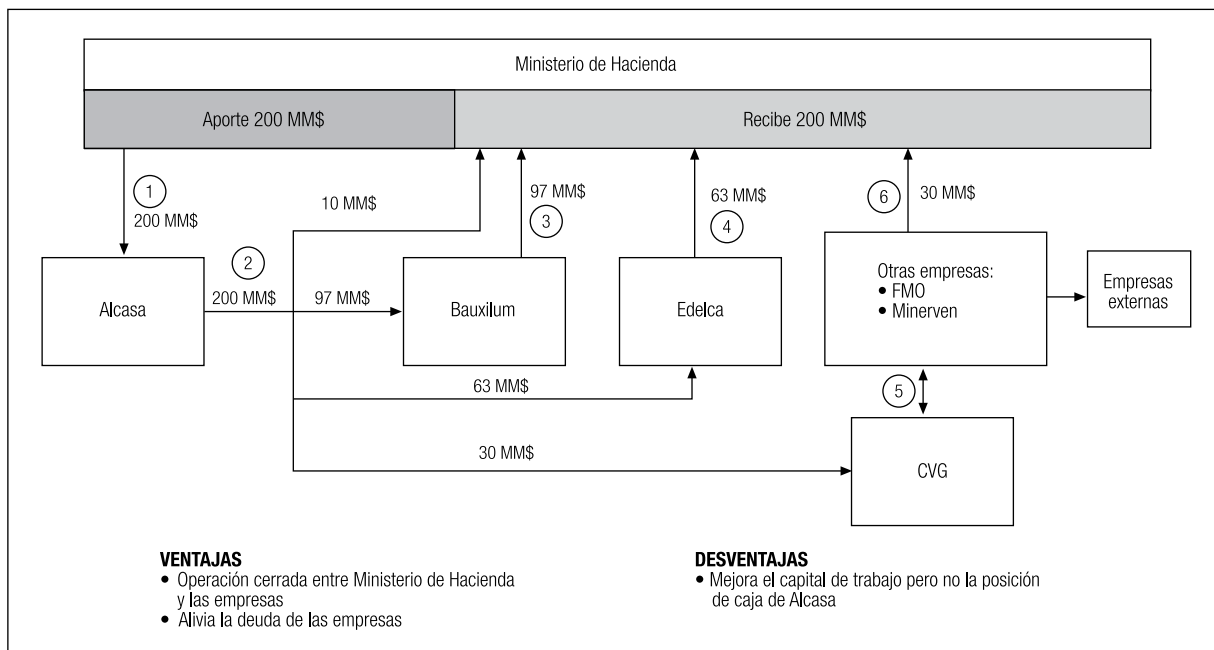 Ministerio de Hacienda
Aporte 200 MM$
Recibe 200 MM$
1
200 MM$
2
200 MM$
10 MM$
97 MM$
3
63 MM$
4
6
30 MM$
Alcasa
97 MM$
Bauxilum
Edelca
Otras empresas:
• FMO
• Minerven
Empresas
externas
63 MM$
5
30 MM$
CVG
VENTAJAS
• Operación cerrada entre Ministerio de Hacienda
y las empresas
• Alivia la deuda de las empresas
DESVENTAJAS
• Mejora el capital de trabajo pero no la posición
de caja de Alcasa